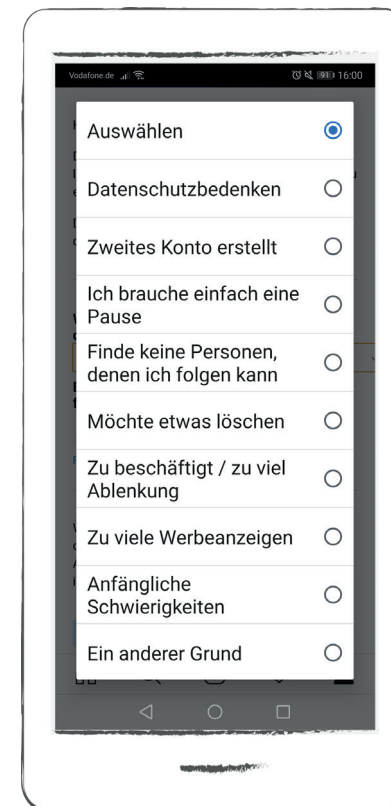 Vodafone.de 91 16:00
Auswählen
Datenschutzbedenken
Zweites Konto erstellt
Ich brauche einfach eine
Pause
Finde keine Personen,
denen ich folgen kann
Möchte etwas löschen
Zu beschäftigt / zu viel
Ablenkung
Zu viele Werbeanzeigen
Anfängliche
Schwierigkeiten
Ein anderer Grund